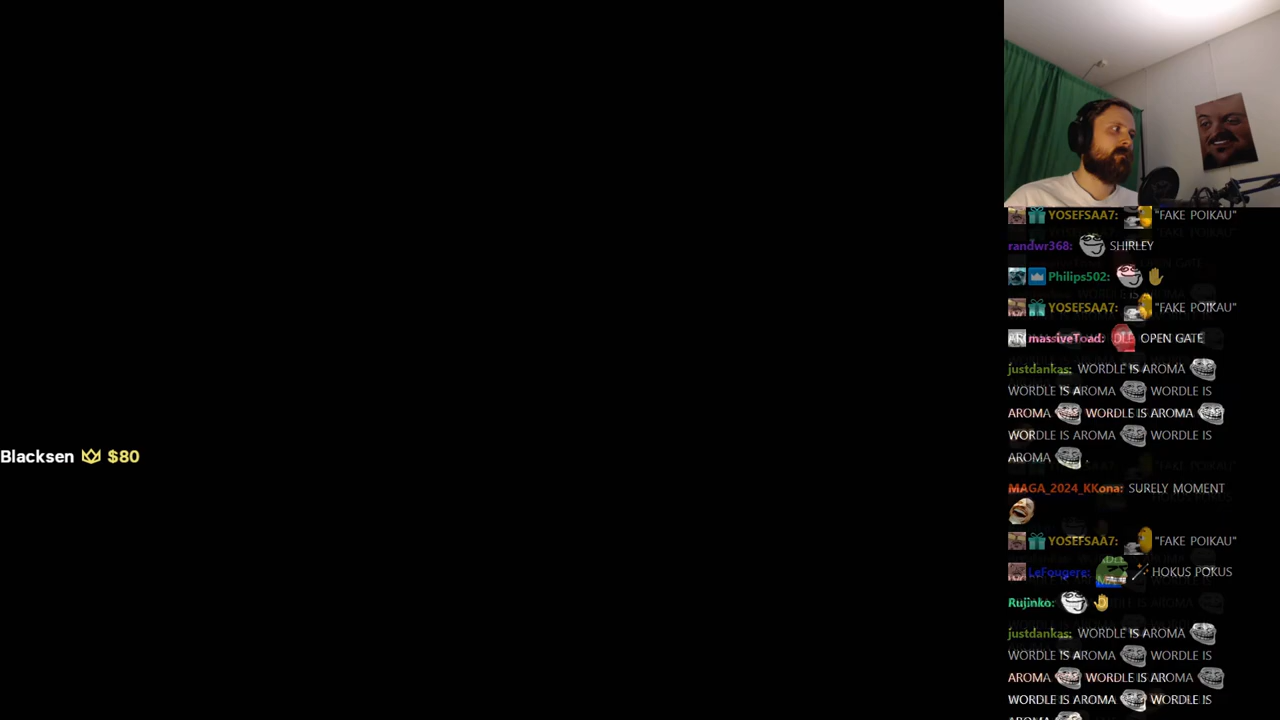 YOSEFSAA7: "FAKE POIKAU"
randwr368: SHIRLEY
Philips502:
YOSEFSAA7: "FAKE POIKAU"
massiveToad: OPEN GATE
justdankas: WORDLE IS AROMA
WORDLE IS AROMA WORDLE IS
AROMA WORDLE IS AROMA
WORDLE IS AROMA WORDLE IS
AROMA .
Blacksen $80
MAGA_2024_KKona: SURELY MOMENT
YOSEFSAA7: "FAKE POIKAU"
LeFougere: HOKUS POKUS
Rujinko:
justdankas: WORDLE IS AROMA
WORDLE IS AROMA WORDLE IS
AROMA WORDLE IS AROMA
WORDLE IS AROMA WORDLE IS
AROMA